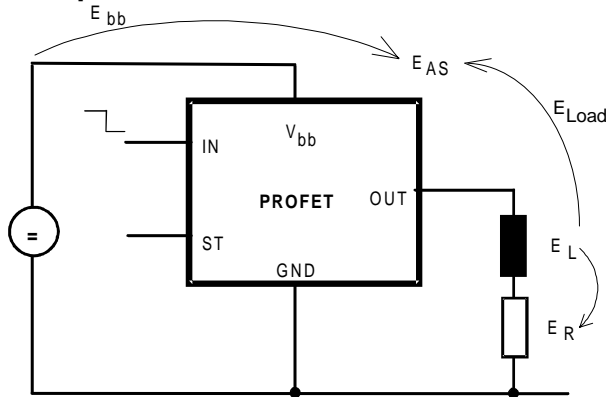 E bb
E AS
E Load
V bb
IN
PROFET
OUT
=
ST
GND
E L
E R